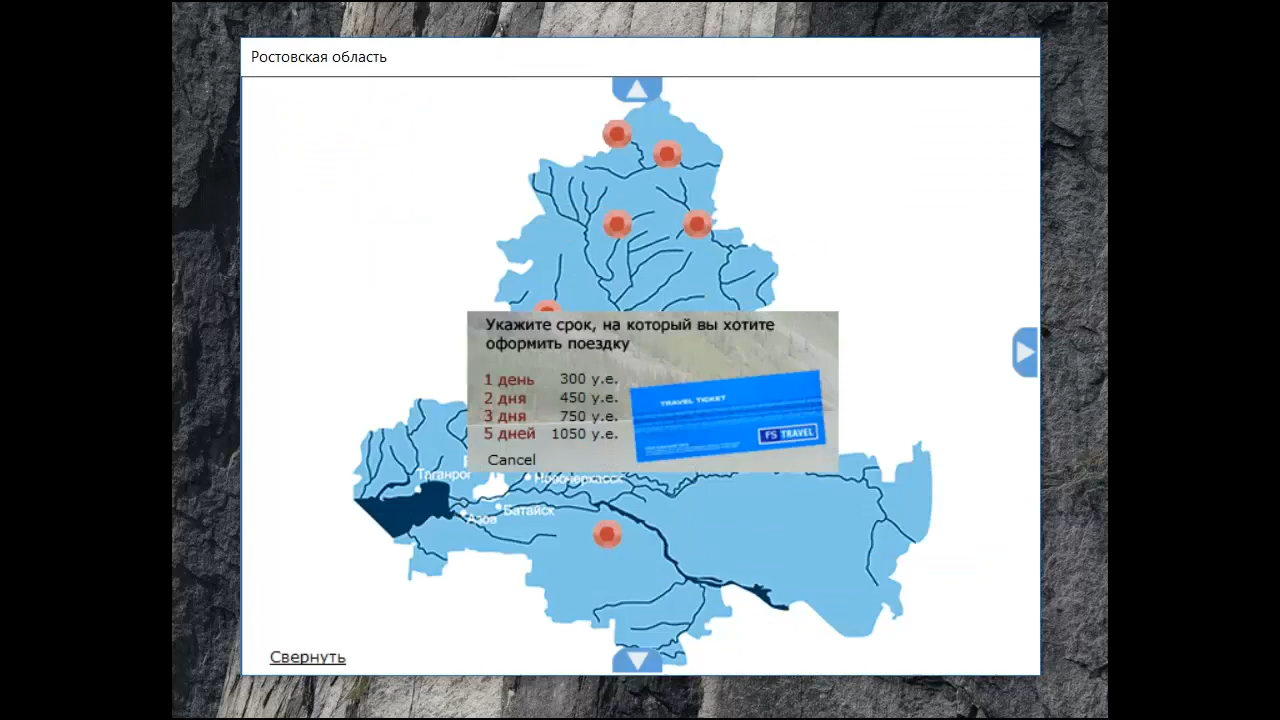 Ростовская область
Укажите срок, на который вы хотите
оформить поездку
1 день 300 у.е.
2 дня 450 у.е.
3 дня 750 у.е.
5 дней 1050 у.е.
TRAVEL TICKET
FS TRAVEL
Cancel
Таганрог
Новочеркасск
Батайск
Азов
Свернуть